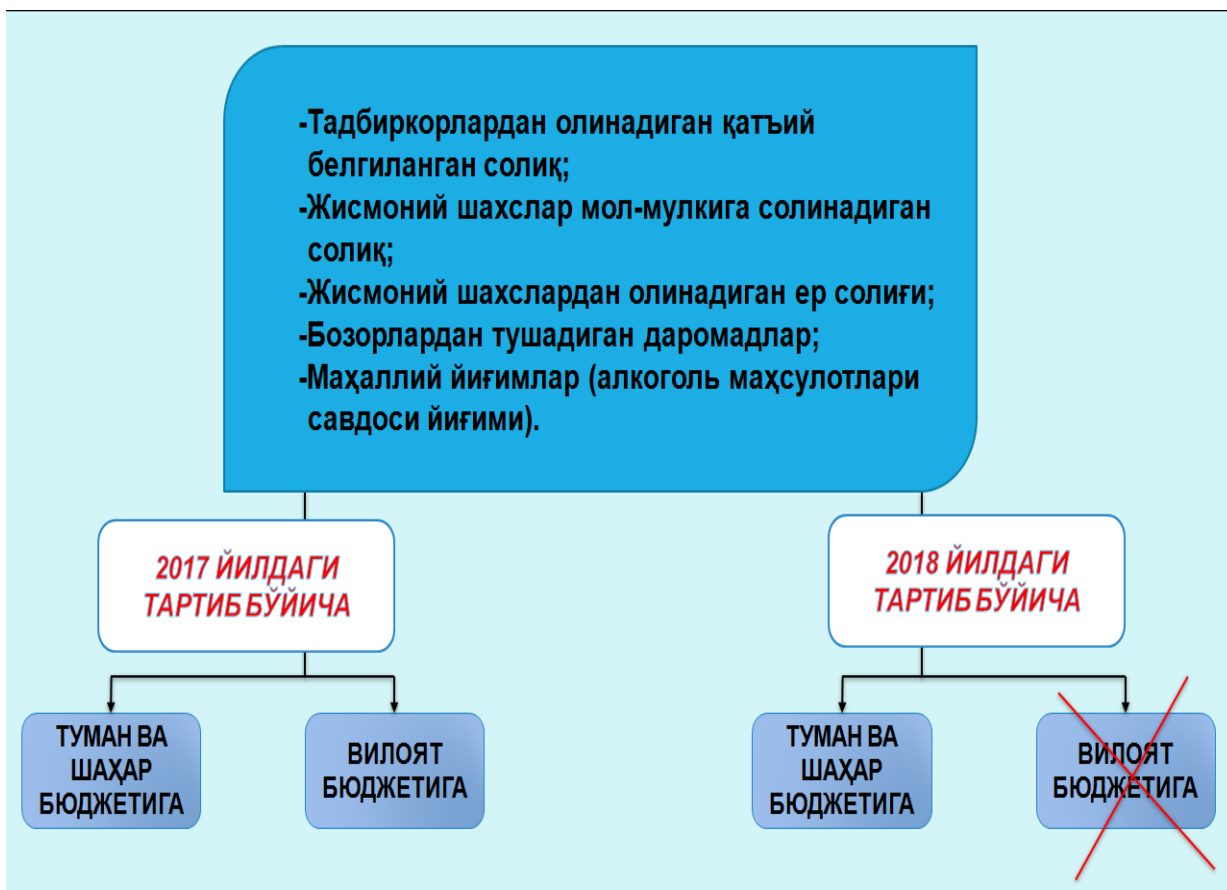 -Тадбиркорлардан олинадиган қатъий
белгиланган солиқ;
-Жисмоний шахслар мол-мулкига солинадиган
солиқ;
-Жисмоний шахслардан олинадиган ер солиғи;
-Бозорлардан тушадиган даромадлар;
-Маҳаллий йиғимлар (алкоголь маҳсулотлари
савдоси йиғими).
2017 ЙИЛДАГИ
ТАРТИБ БЎЙИЧА
2018 ЙИЛДАГИ
ТАРТИБ БЎЙИЧА
ТУМАН ВА
ШАҲАР
БЮДЖЕТИГА
ВИЛОЯТ
БЮДЖЕТИГА
ТУМАН ВА
ШАҲАР
БЮДЖЕТИГА
ВИЛОЯТ
БЮДЖЕТИГА